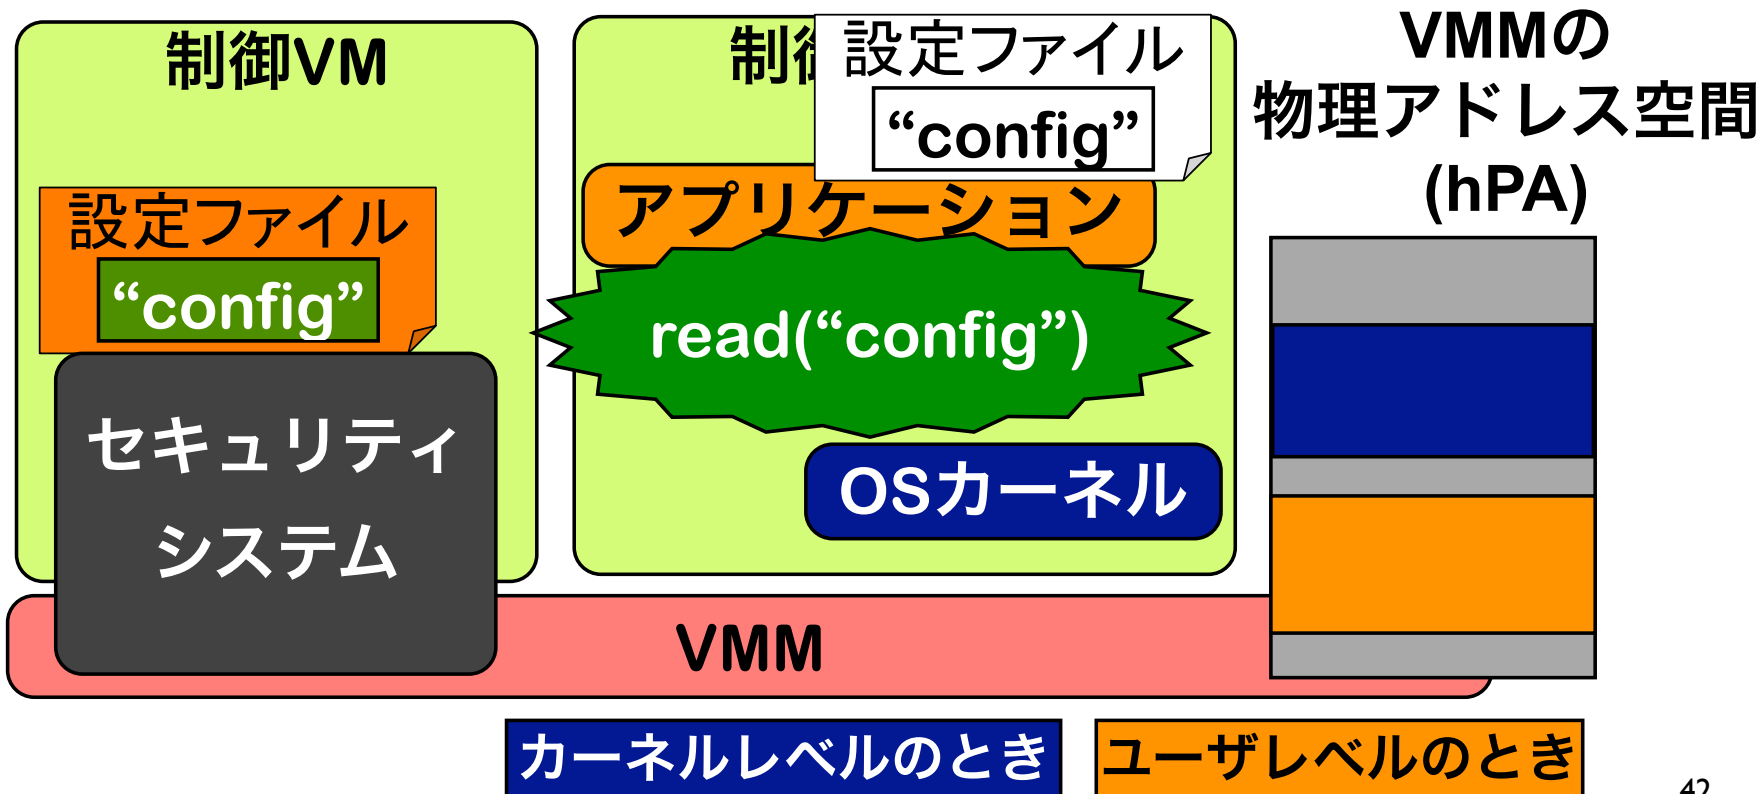 制御VM
設定ファイル
“config”
セキュリティ
システム
制
設定ファイル
“config”
アプリケーション
read(“config”)
OSカーネル
VMM
VMMの
物理アドレス空間
(hPA)
カーネルレベルのとき
ユーザレベルのとき
42